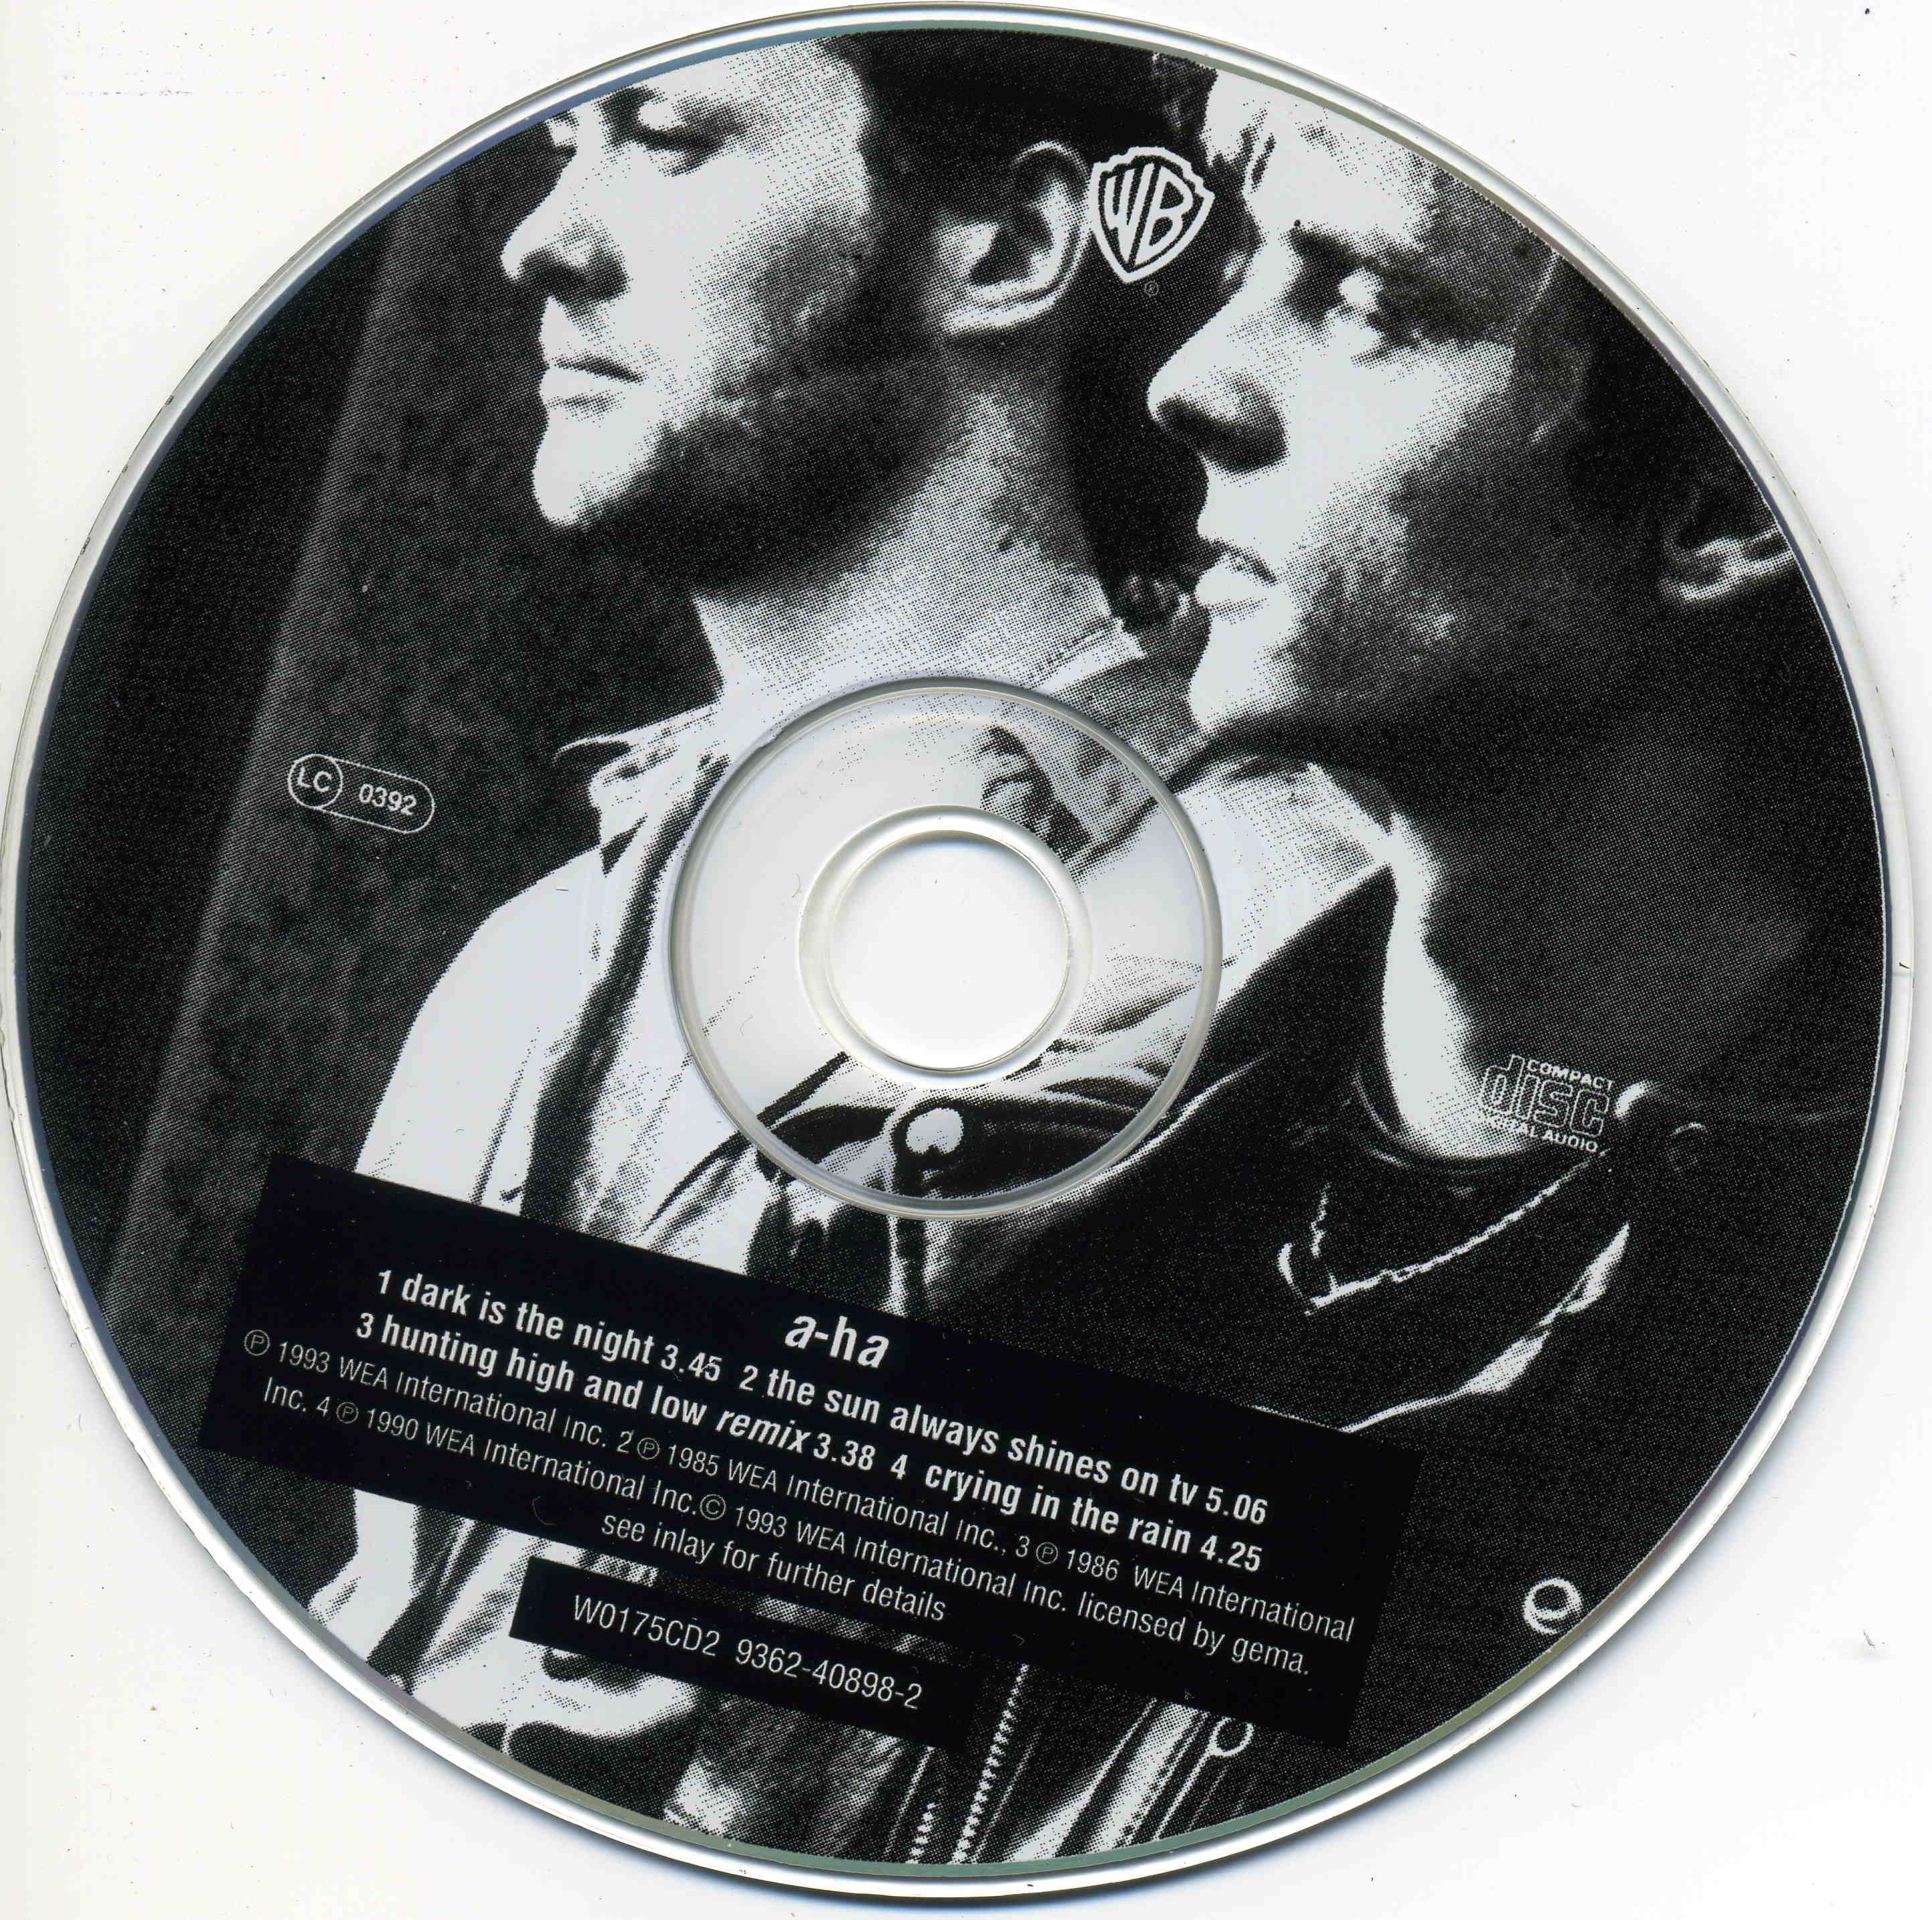 WB
®
LC 0392
COMPACT
disc
DIGITAL AUDIO
a-ha
1 dark is the night 3.45 2 the sun always shines on tv 5.06
3 hunting high and low remix 3.38 4 crying in the rain 4.25
℗ 1993 WEA International Inc. 2 ℗ 1985 WEA International Inc., 3 ℗ 1986 WEA International
Inc. 4 ℗ 1990 WEA International Inc.© 1993 WEA International Inc. licensed by gema.
see inlay for further details
W0175CD2 9362-40898-2